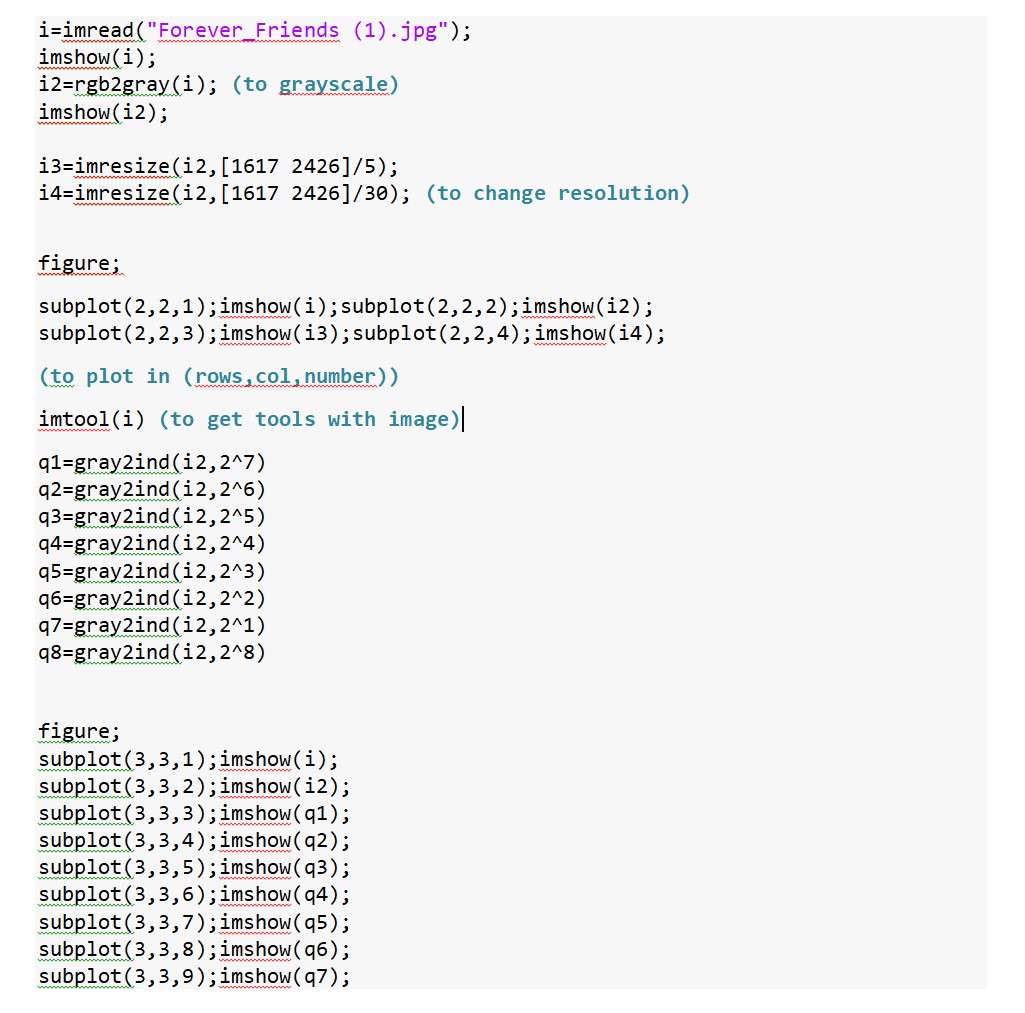 i=imread("Forever_Friends (1).jpg");
imshow(i);
i2=rgb2gray(i); (to grayscale)
imshow(i2);
i3=imresize(i2,[1617 2426]/5);
i4=imresize(i2,[1617 2426]/30); (to change resolution)
figure;
subplot(2,2,1);imshow(i);subplot(2,2,2);imshow(i2);
subplot(2,2,3);imshow(i3);subplot(2,2,4);imshow(i4);
(to plot in (rows,col,number))
imtool(i) (to get tools with image)
q1=gray2ind(i2,2^7)
q2=gray2ind(i2,2^6)
q3=gray2ind(i2,2^5)
q4=gray2ind(i2,2^4)
q5=gray2ind(i2,2^3)
q6=gray2ind(i2,2^2)
q7=gray2ind(i2,2^1)
q8=gray2ind(i2,2^8)
figure;
subplot(3,3,1);imshow(i);
subplot(3,3,2);imshow(i2);
subplot(3,3,3);imshow(q1);
subplot(3,3,4);imshow(q2);
subplot(3,3,5);imshow(q3);
subplot(3,3,6);imshow(q4);
subplot(3,3,7);imshow(q5);
subplot(3,3,8);imshow(q6);
subplot(3,3,9);imshow(q7);